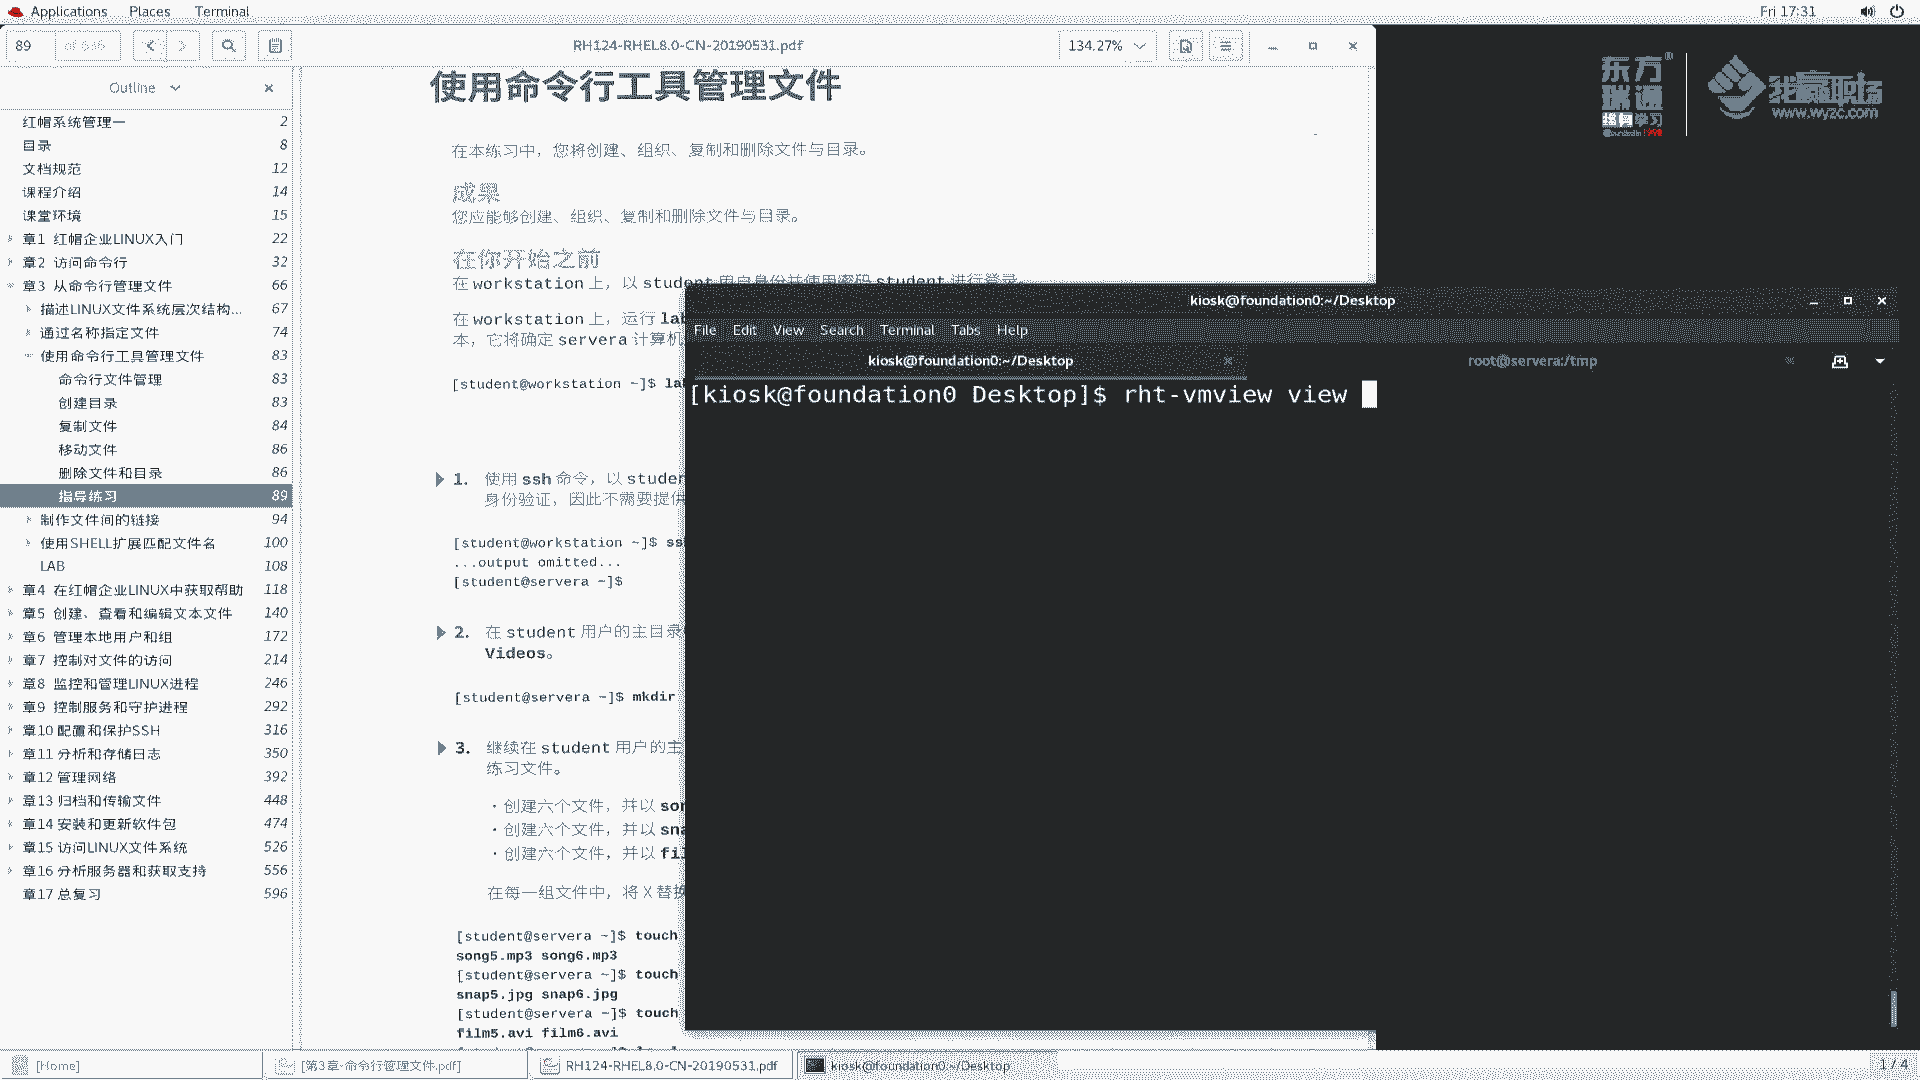 Applications Places Terminal
Fri 17:31
89
RH124-RHEL8.0-CN-20190531.pdf
134.27%
Outline
红帽系统管理一 2
目录 8
文档规范 12
课程介绍 14
课堂环境 15
章1 红帽企业LINUX入门 22
章2 访问命令行 32
章3 从命令行管理文件 66
描述LINUX文件系统层次结构... 67
通过名称指定文件 74
使用命令行工具管理文件 83
命令行文件管理 83
创建目录 83
复制文件 84
移动文件 86
删除文件和目录 86
指导练习 89
制作文件间的链接 94
使用SHELL扩展匹配文件名 100
LAB 108
章4 在红帽企业LINUX中获取帮助 118
章5 创建、查看和编辑文本文件 140
章6 管理本地用户和组 172
章7 控制对文件的访问 214
章8 监控和管理LINUX进程 246
章9 控制服务和守护进程 292
章10 配置和保护SSH 316
章11 分析和存储日志 350
章12 管理网络 392
章13 归档和传输文件 448
章14 安装和更新软件包 474
章15 访问LINUX文件系统 526
章16 分析服务器和获取支持 556
章17 总复习 596
使用命令行工具管理文件
在本练习中，您将创建、组织、复制和删除文件与目录。
成果
您应能够创建、组织、复制和删除文件与目录。
在你开始之前
在 workstation 上，以 student 用户身份并使用密码 student 进行登录
在 workstation 上，运行 la
本，它将确定 servera 计算机
[student@workstation ~]$ la
1. 使用 ssh 命令，以 studen
身份验证，因此不需要提供
[student@workstation ~]$ ss
...output omitted...
[student@servera ~]$
2. 在 student 用户的主目录
Videos。
[student@servera ~]$ mkdir
3. 继续在 student 用户的主
练习文件。
· 创建六个文件，并以 son
· 创建六个文件，并以 sna
· 创建六个文件，并以 fil
在每一组文件中，将 X 替换
[student@servera ~]$ touch
song5.mp3 song6.mp3
[student@servera ~]$ touch
snap5.jpg snap6.jpg
[student@servera ~]$ touch
film5.avi film6.avi
东方
瑞通
我赢职场
www.wyzc.com
kiosk@foundation0:~/Desktop
File Edit View Search Terminal Tabs Help
kiosk@foundation0:~/Desktop
root@servera:/tmp
[kiosk@foundation0 Desktop]$ rht-vmview view
[Home]
[第3章-命令行管理文件.pdf]
RH124-RHEL8.0-CN-20190531.pdf
kiosk@foundation0:~/Desktop
1 / 4